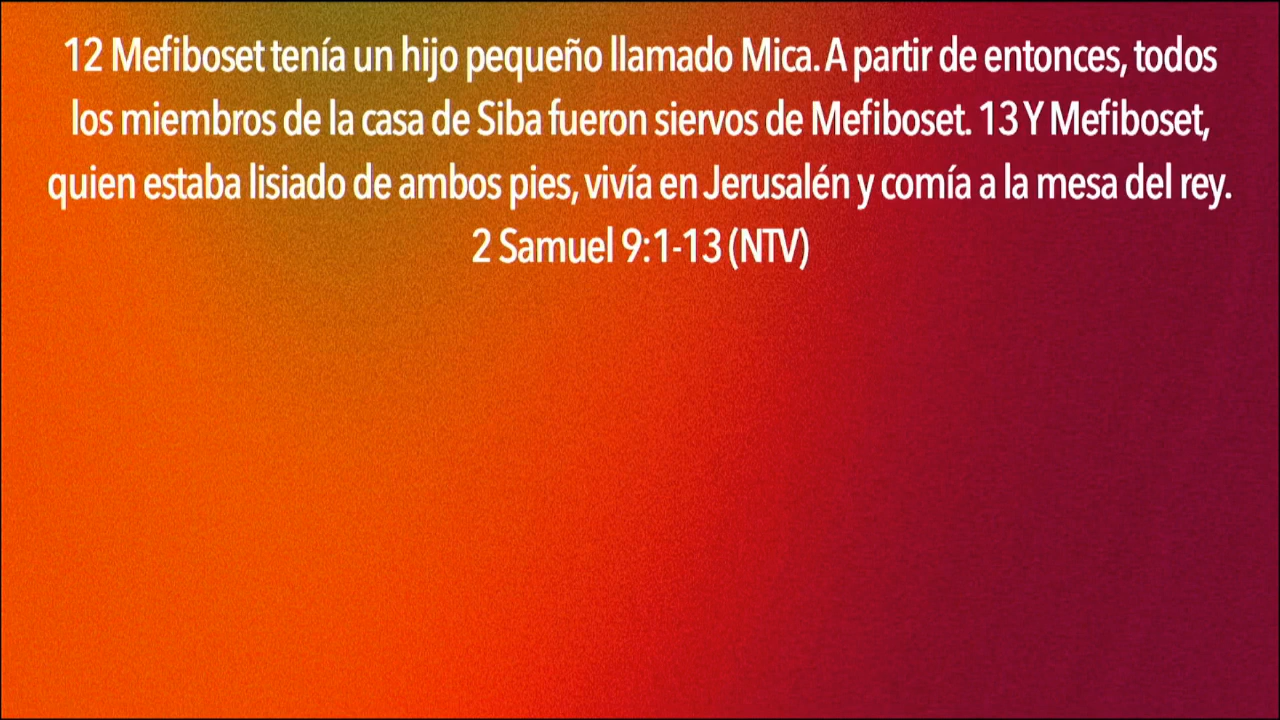 12 Mefiboset tenía un hijo pequeño llamado Mica. A partir de entonces, todos
los miembros de la casa de Siba fueron siervos de Mefiboset. 13 Y Mefiboset,
quien estaba lisiado de ambos pies, vivía en Jerusalén y comía a la mesa del rey.
2 Samuel 9:1-13 (NTV)